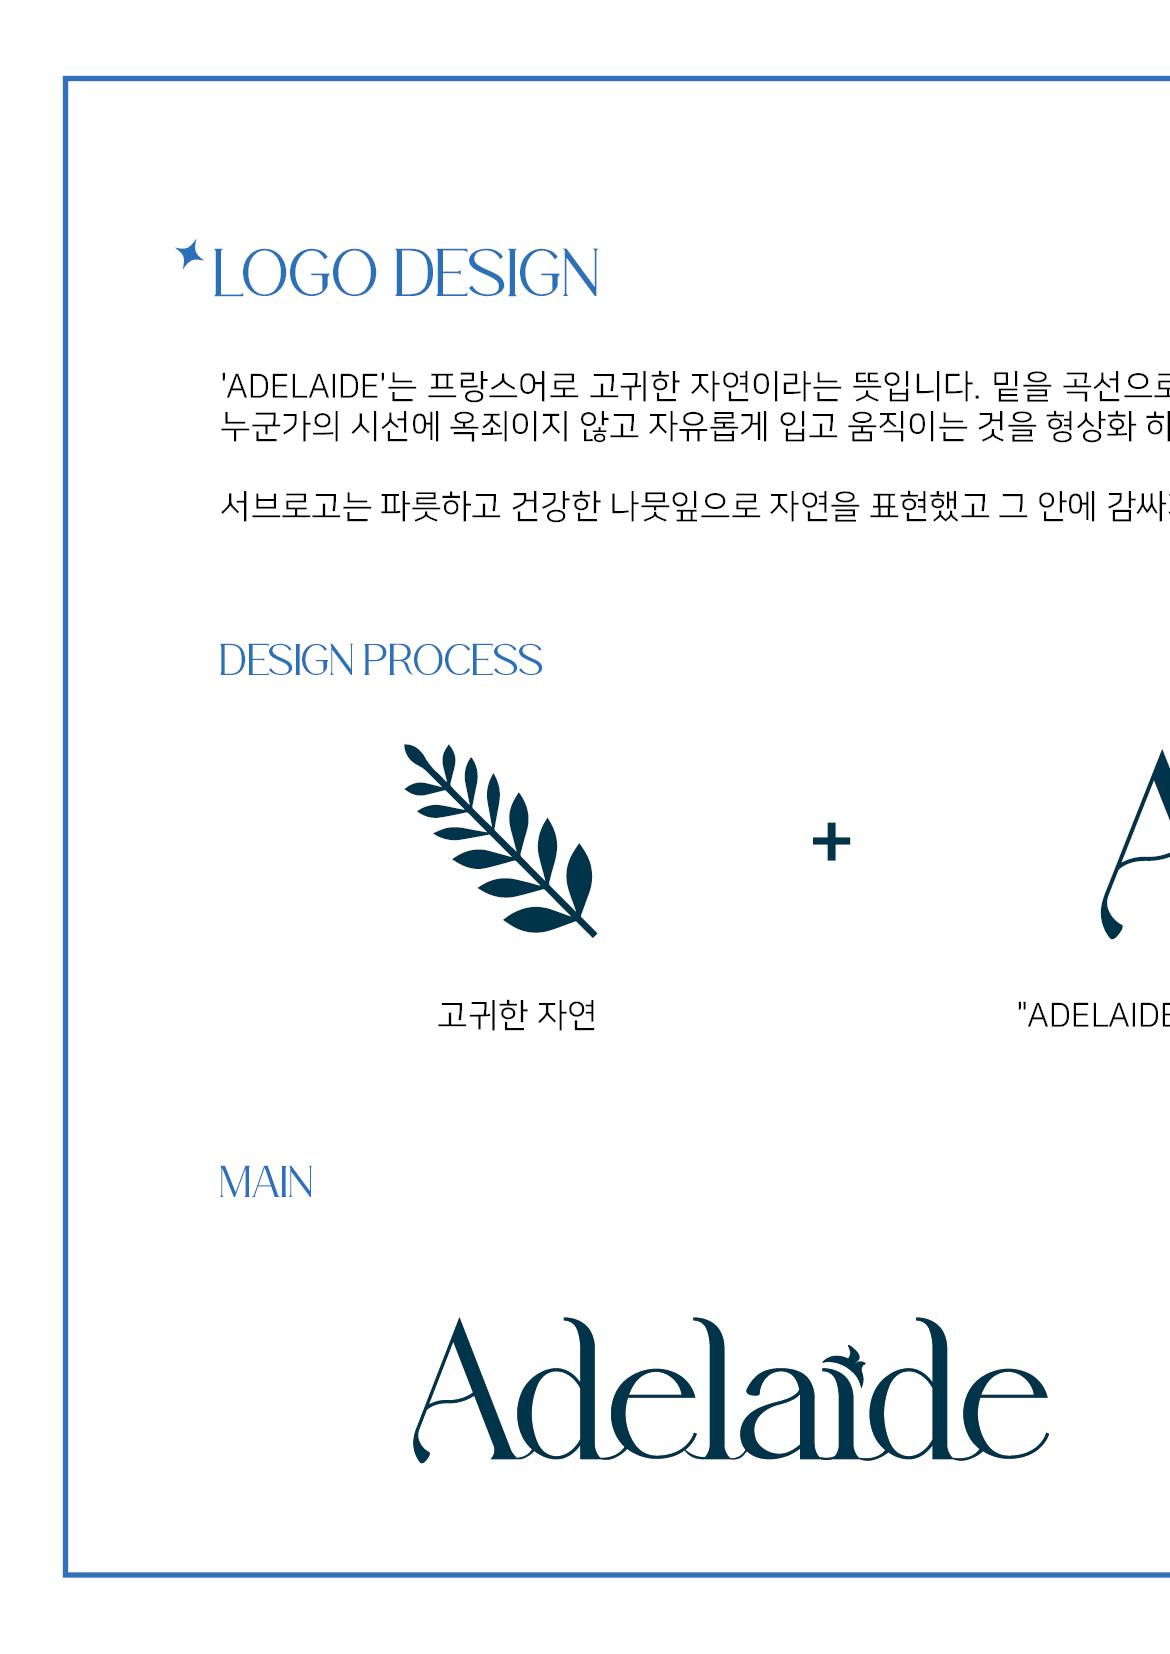 LOGO DESIGN
'ADELAIDE'는 프랑스어로 고귀한 자연이라는 뜻입니다. 밑을 곡선으로
누군가의 시선에 옥죄이지 않고 자유롭게 입고 움직이는 것을 형상화 하
서브로고는 파릇하고 건강한 나뭇잎으로 자연을 표현했고 그 안에 감싸
DESIGN PROCESS
+
A
고귀한 자연
"ADELAIDE
MAIN
Adelaide